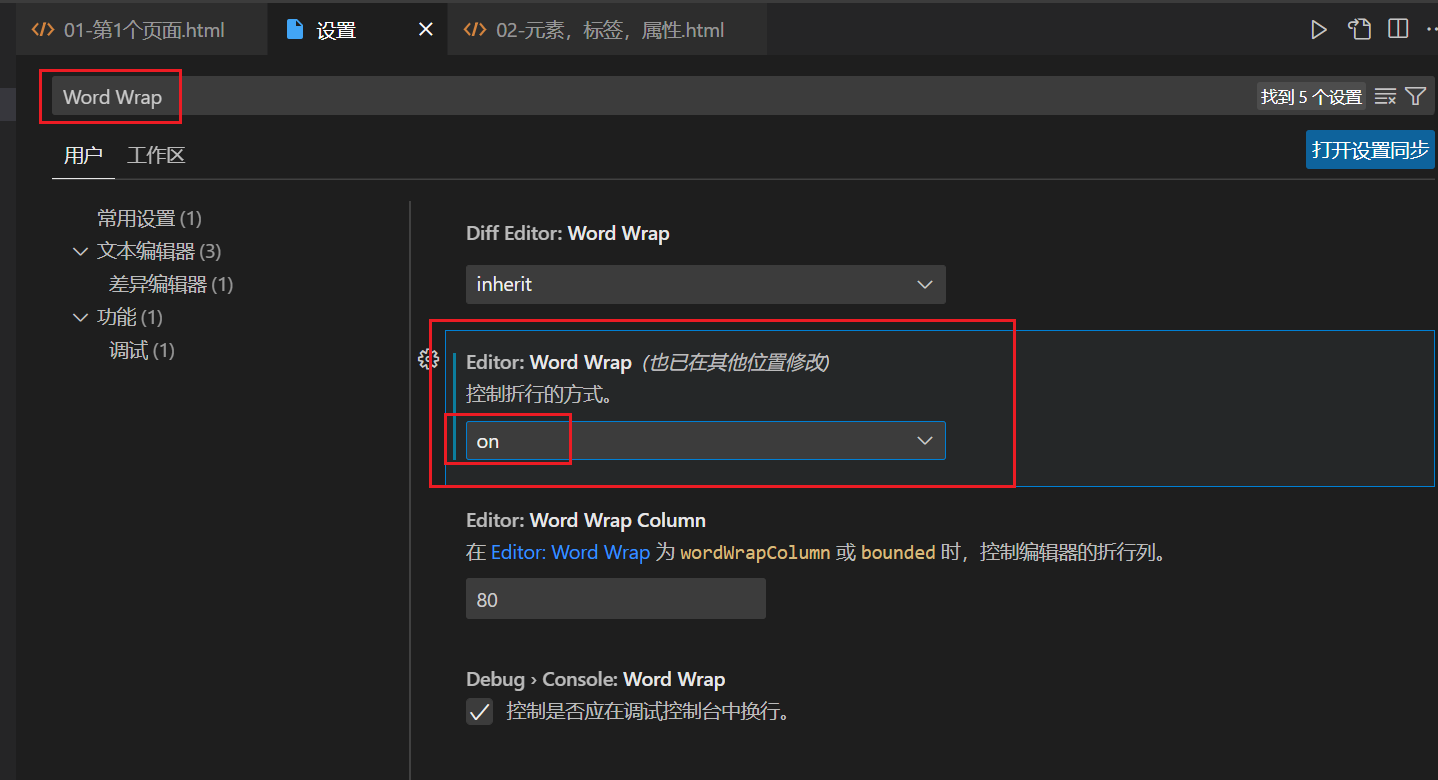 01-第1个页面.html
设置
02-元素，标签，属性.html
Word Wrap
找到 5 个设置
用户
工作区
打开设置同步
常用设置 (1)
文本编辑器 (3)
差异编辑器 (1)
功能 (1)
调试 (1)
Diff Editor: Word Wrap
inherit
Editor: Word Wrap (也已在其他位置修改)
控制折行的方式。
on
Editor: Word Wrap Column
在 Editor: Word Wrap 为 wordWrapColumn 或 bounded 时，控制编辑器的折行列。
80
Debug › Console: Word Wrap
控制是否应在调试控制台中换行。